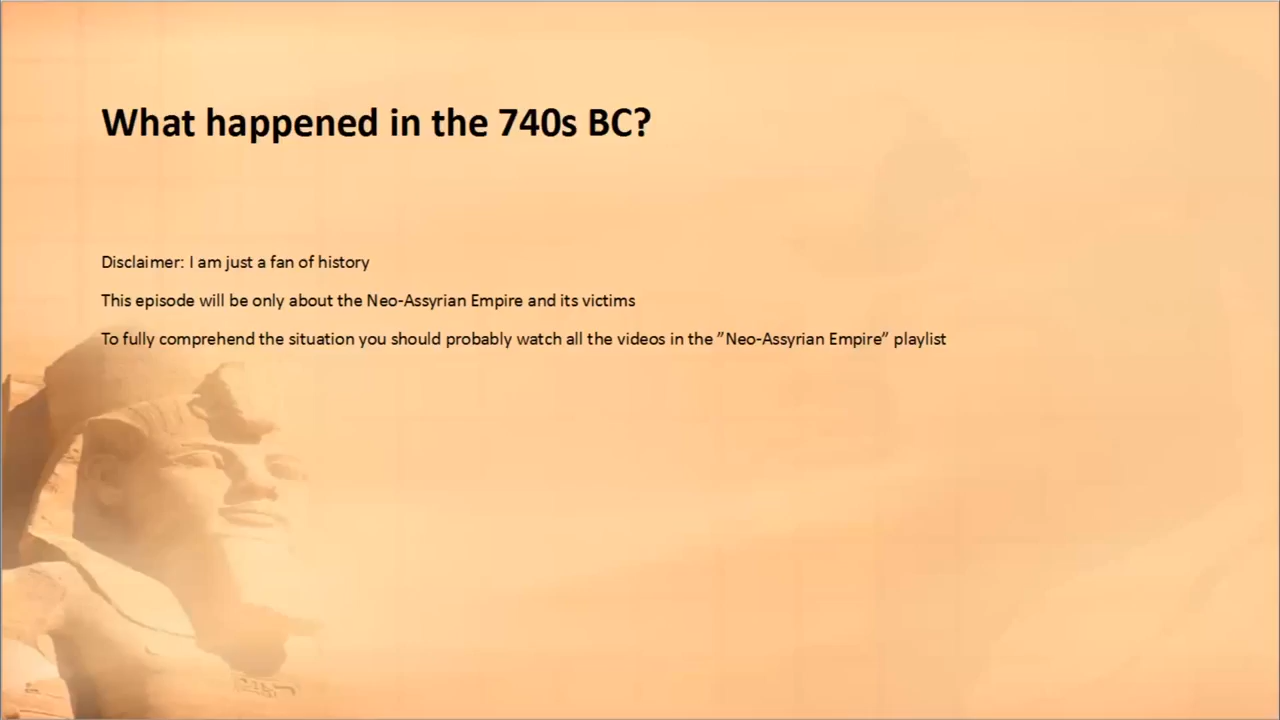 What happened in the 740s BC?
Disclaimer: I am just a fan of history
This episode will be only about the Neo-Assyrian Empire and its victims
To fully comprehend the situation you should probably watch all the videos in the ”Neo-Assyrian Empire” playlist